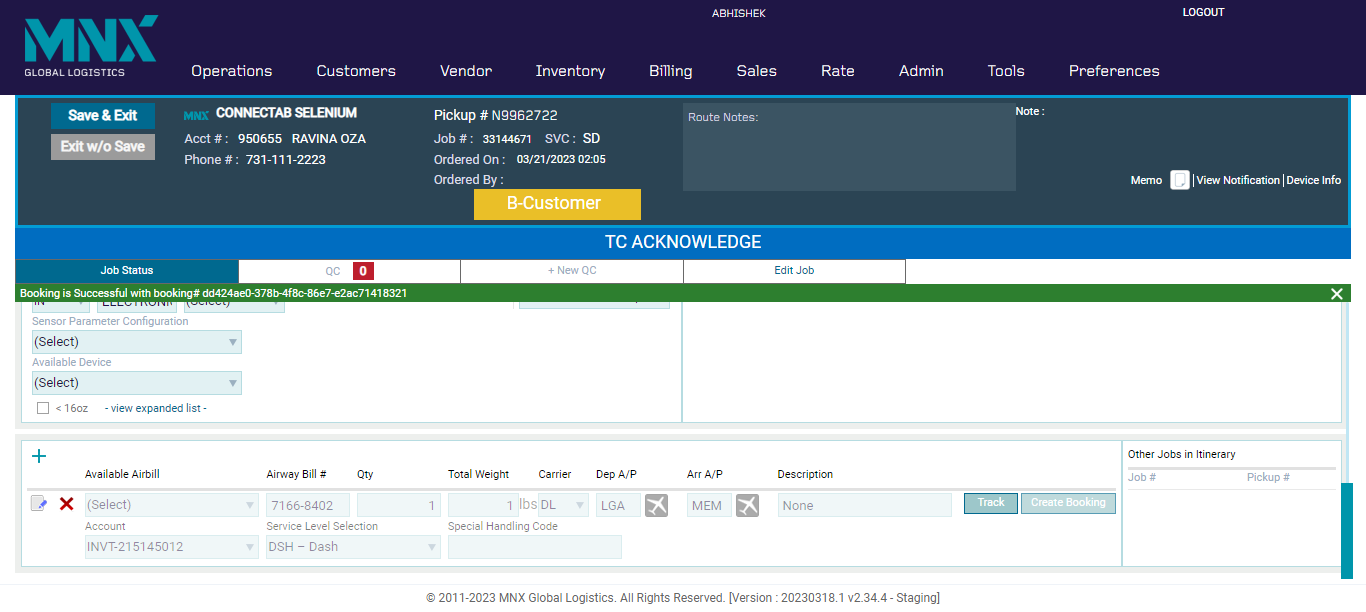 ABHISHEK
LOGOUT
MNX
GLOBAL LOGISTICS
Operations Customers Vendor Inventory Billing Sales Rate Admin Tools Preferences
Save & Exit
Exit w/o Save
MNX CONNECTAB SELENIUM
Acct # : 950655 RAVINA OZA
Phone # : 731-111-2223
Pickup # N9962722
Job # : 33144671 SVC : SD
Ordered On : 03/21/2023 02:05
Ordered By :
B-Customer
Route Notes:
Note :
Memo | View Notification | Device Info
TC ACKNOWLEDGE
Job Status QC 0 + New QC Edit Job
Booking is Successful with booking# dd424ae0-378b-4f8c-86e7-e2ac71418321
IN ELECTRONI (Select)
Sensor Parameter Configuration
(Select)
Available Device
(Select)
< 16oz - view expanded list -
Available Airbill Airway Bill # Qty Total Weight Carrier Dep A/P Arr A/P Description
(Select) 7166-8402 1 1 lbs DL LGA MEM None Track Create Booking
Account Service Level Selection Special Handling Code
INVT-215145012 DSH – Dash
Other Jobs in Itinerary
Job # Pickup #
© 2011-2023 MNX Global Logistics. All Rights Reserved. [Version : 20230318.1 v2.34.4 - Staging]